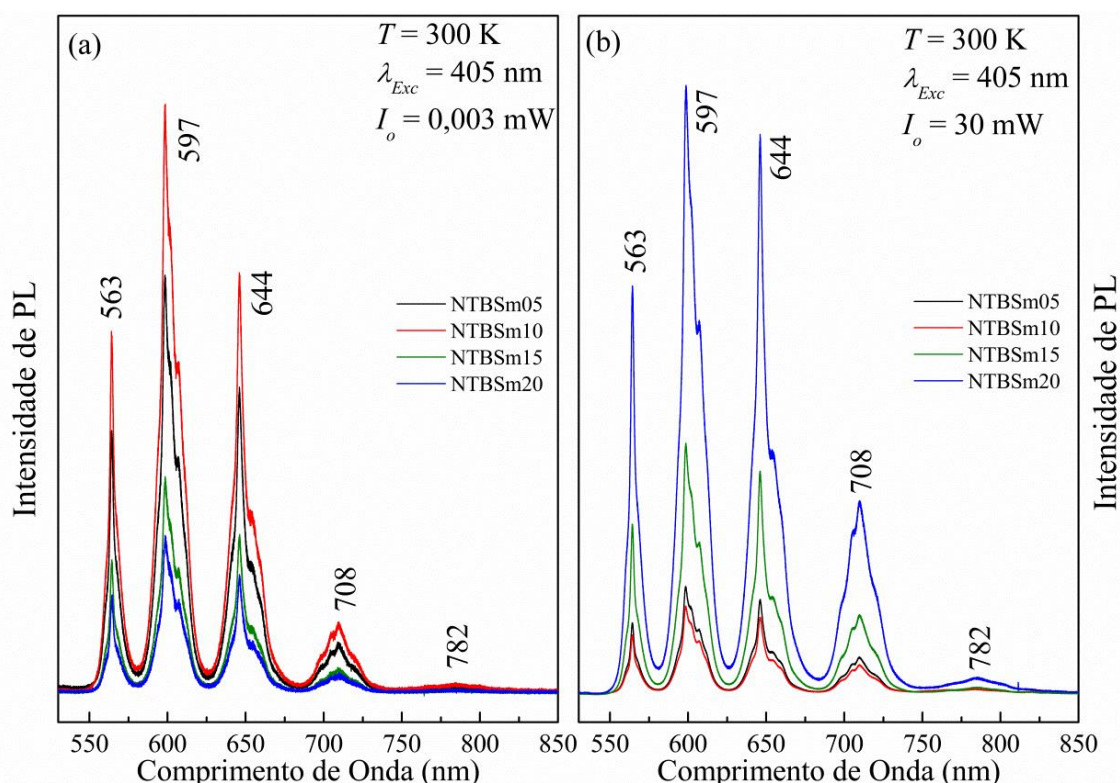 (a)
T = 300 K
λExc = 405 nm
Io = 0,003 mW
563
597
644
708
782
NTBSm05
NTBSm10
NTBSm15
NTBSm20
Intensidade de PL
550 600 650 700 750 800 850
Comprimento de Onda (nm)
(b)
T = 300 K
λExc = 405 nm
Io = 30 mW
563
597
644
708
782
NTBSm05
NTBSm10
NTBSm15
NTBSm20
Intensidade de PL
550 600 650 700 750 800 850
Comprimento de Onda (nm)